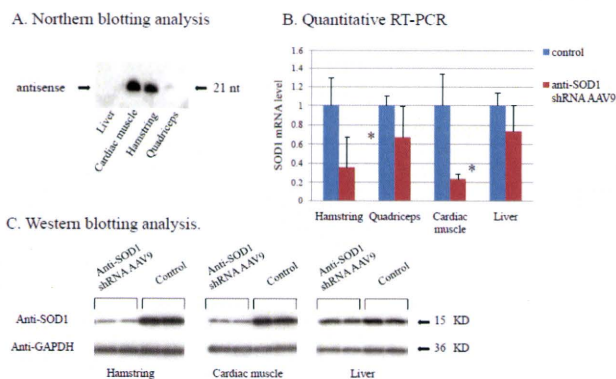 A. Northern blotting analysis
antisense
21 nt
Liver
Cardiac muscle
Hamstring
Quadriceps
B. Quantitative RT-PCR
SOD1 mRNA level
1.6
1.4
1.2
1
0.8
0.6
0.4
0.2
0
*
*
Hamstring Quadriceps Cardiac muscle Liver
control
anti-SOD1
shRNA AAV9
C. Western blotting analysis.
Anti-SOD1
shRNA AAV9
Control
Anti-SOD1
shRNA AAV9
Control
Anti-SOD1
shRNA AAV9
Control
Anti-SOD1
15 KD
Anti-GAPDH
36 KD
Hamstring Cardiac muscle Liver